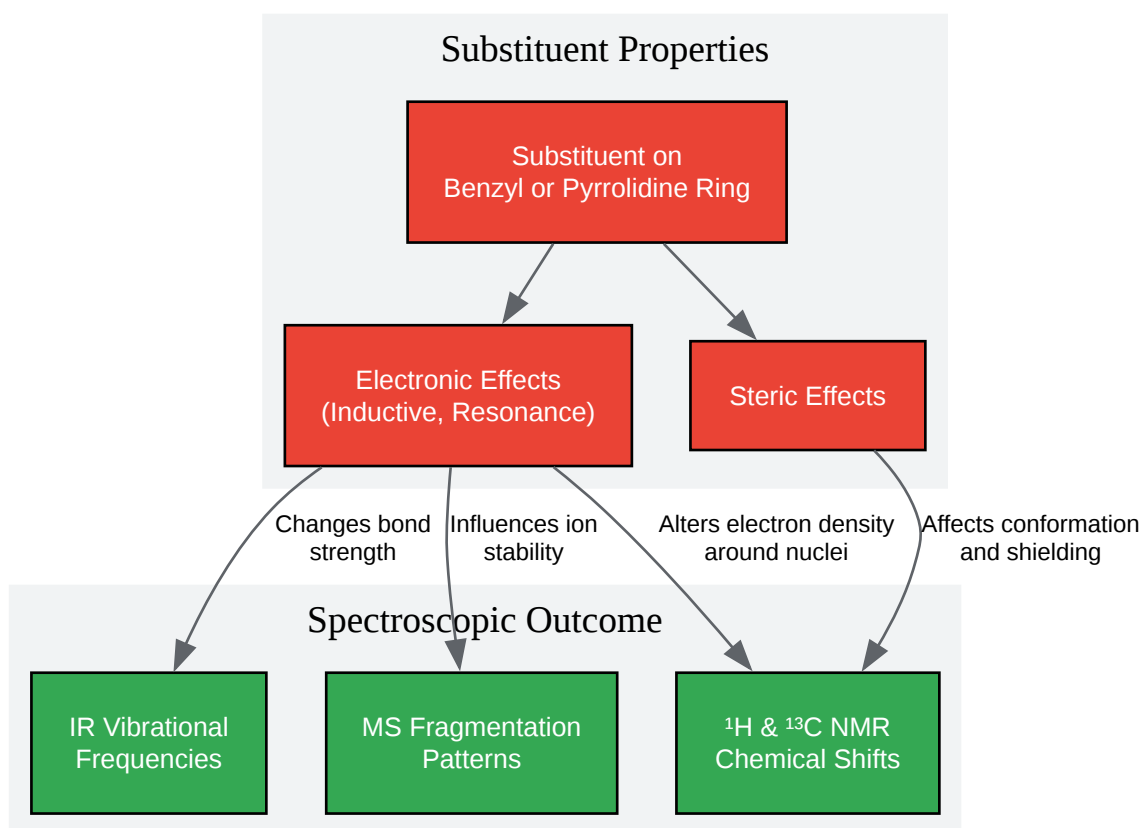 Substituent Properties
Substituent on
Benzyl or Pyrrolidine Ring
Electronic Effects
(Inductive, Resonance)
Steric Effects
Changes bond
strength
Influences ion
stability
Alters electron density
around nuclei
Affects conformation
and shielding
Spectroscopic Outcome
IR Vibrational
Frequencies
MS Fragmentation
Patterns
¹H & ¹³C NMR
Chemical Shifts